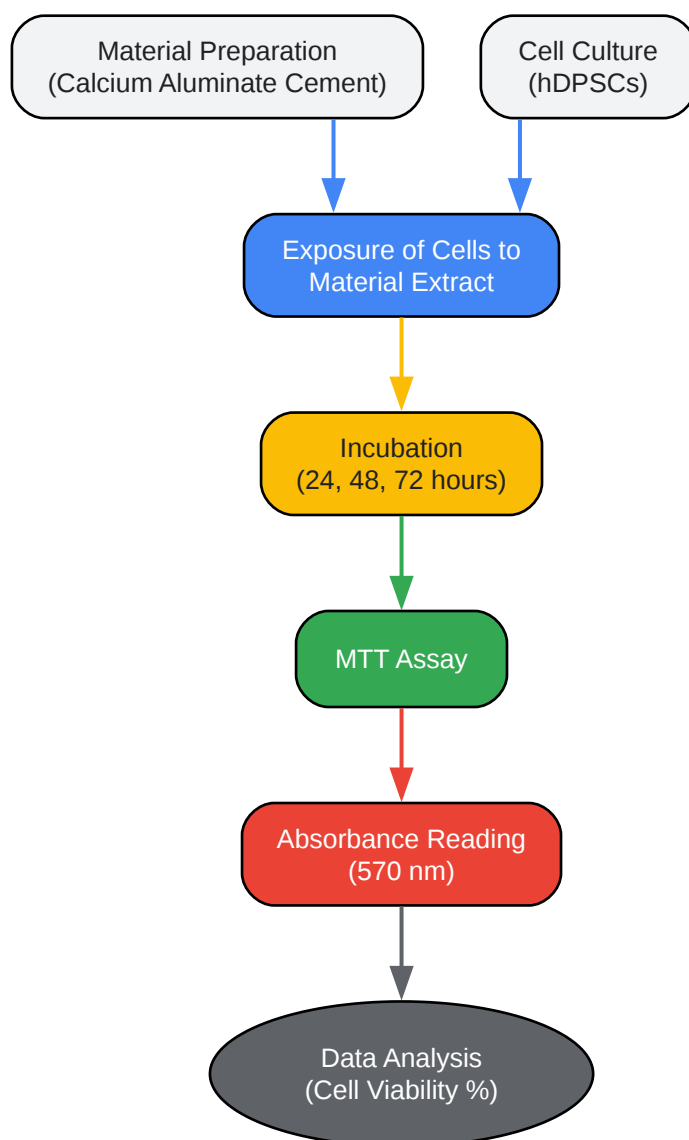 Material Preparation
(Calcium Aluminate Cement)
Cell Culture
(hDPSCs)
Exposure of Cells to
Material Extract
Incubation
(24, 48, 72 hours)
MTT Assay
Absorbance Reading
(570 nm)
Data Analysis
(Cell Viability %)